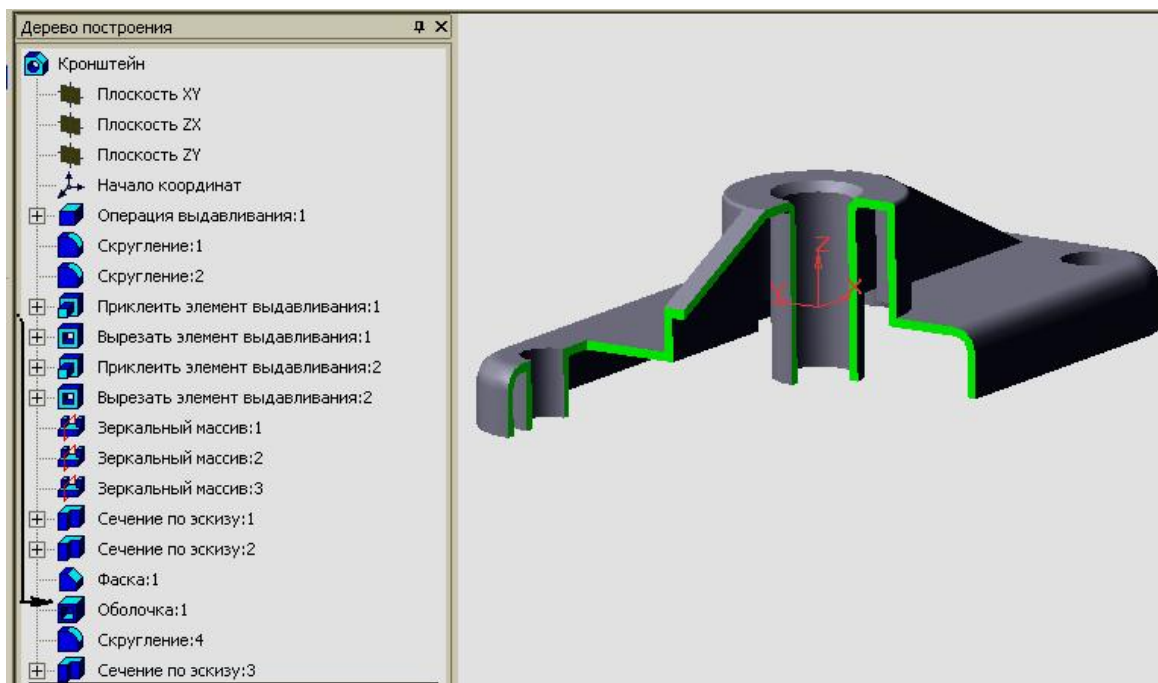 Дерево построения
Кронштейн
Плоскость XY
Плоскость ZX
Плоскость ZY
Начало координат
Операция выдавливания:1
Скругление:1
Скругление:2
Приклеить элемент выдавливания:1
Вырезать элемент выдавливания:1
Приклеить элемент выдавливания:2
Вырезать элемент выдавливания:2
Зеркальный массив:1
Зеркальный массив:2
Зеркальный массив:3
Сечение по эскизу:1
Сечение по эскизу:2
Фаска:1
Оболочка:1
Скругление:4
Сечение по эскизу:3
Z
Y X